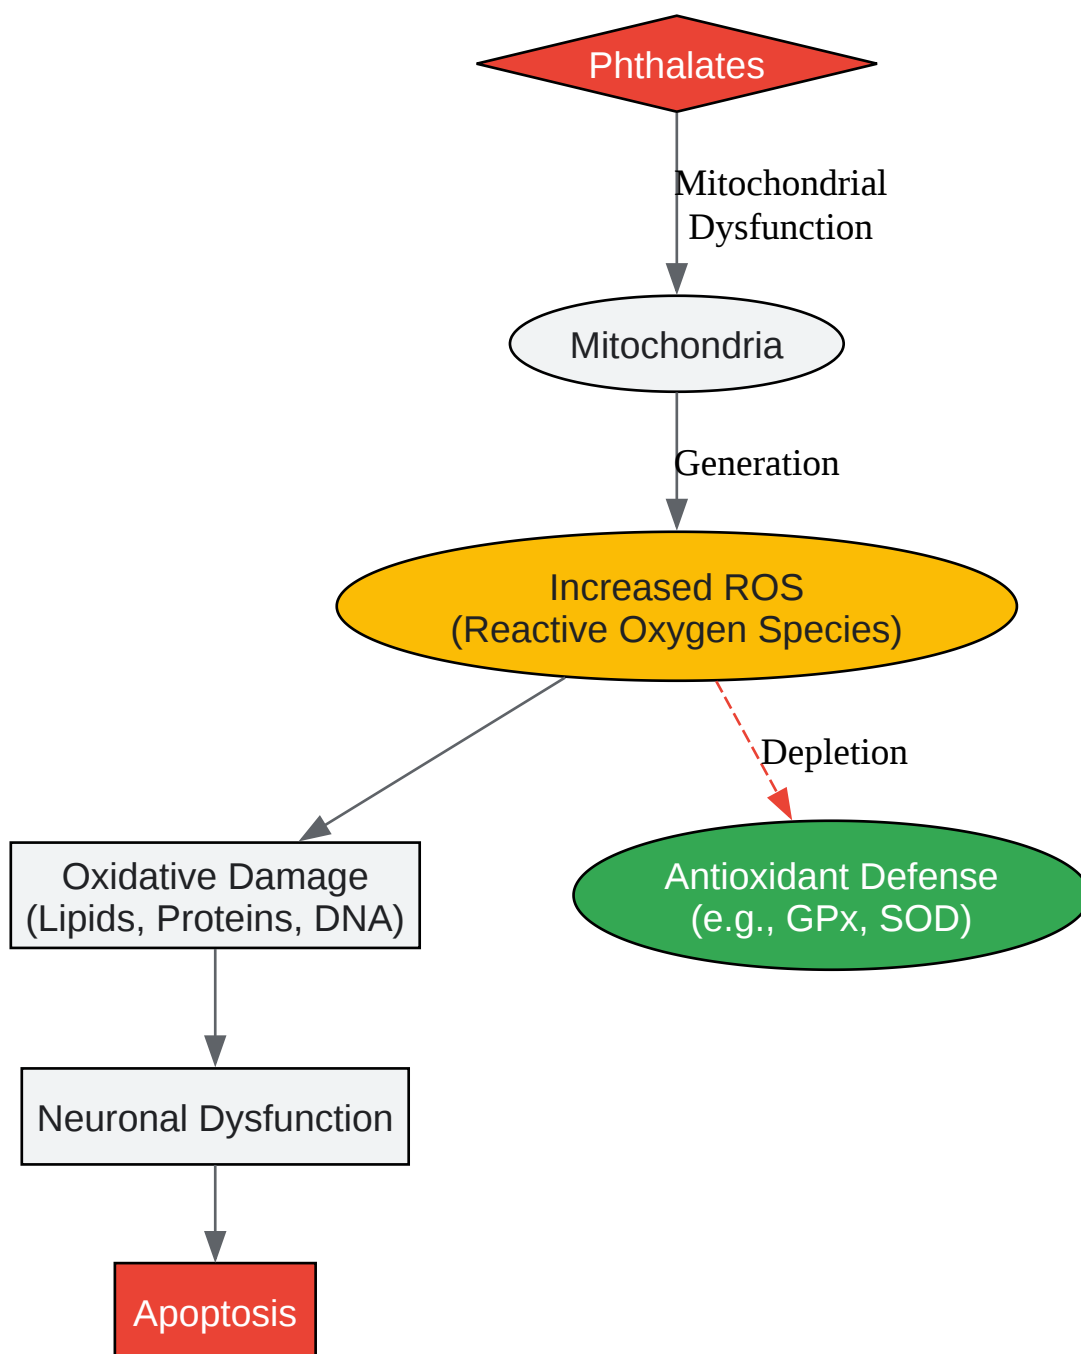 Phthalates
Mitochondrial
Dysfunction
Mitochondria
Generation
Increased ROS
(Reactive Oxygen Species)
Depletion
Oxidative Damage
(Lipids, Proteins, DNA)
Antioxidant Defense
(e.g., GPx, SOD)
Neuronal Dysfunction
Apoptosis